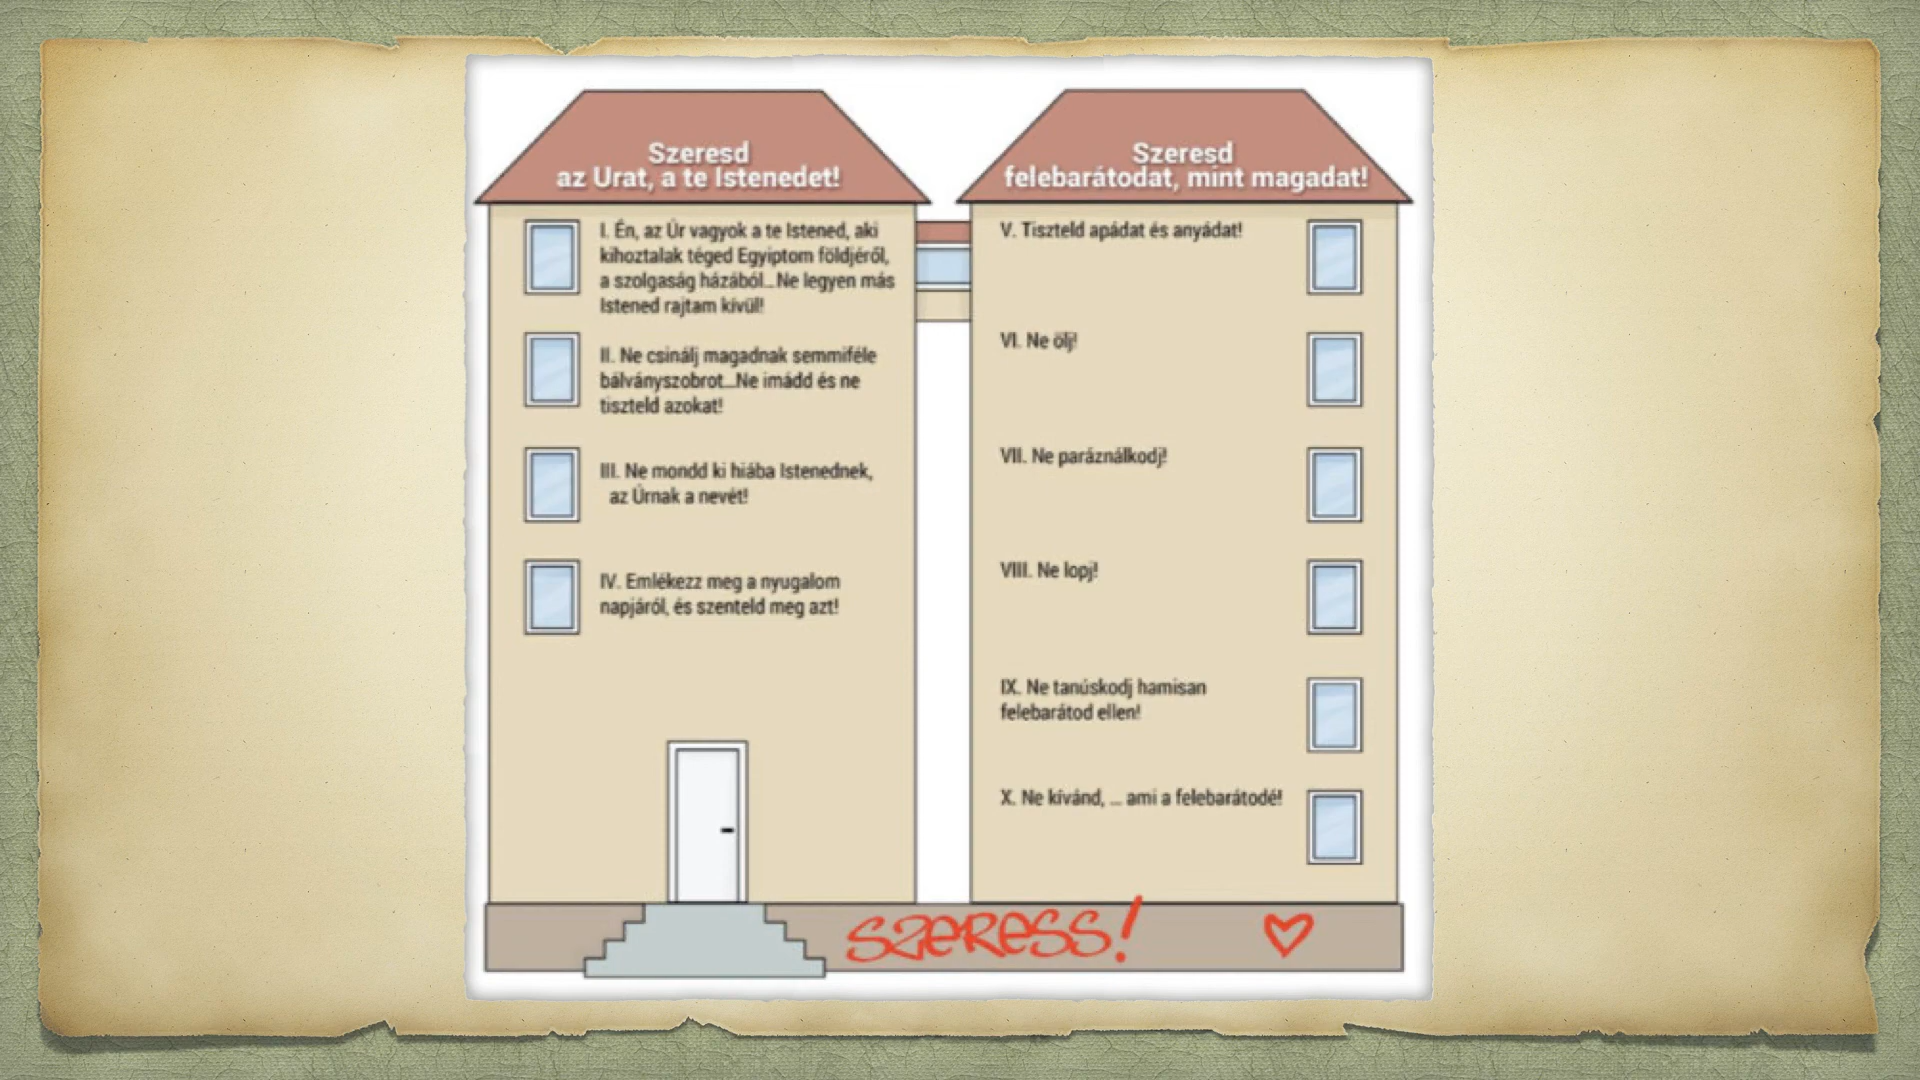 Szeresd
az Urat, a te Istenedet!
I. Én, az Úr vagyok a te Istened, aki
kihoztalak téged Egyiptom földjéről,
a szolgaság házából...Ne legyen más
Istened rajtam kívül!
II. Ne csinálj magadnak semmiféle
bálványszobrot...Ne imádd és ne
tiszteld azokat!
III. Ne mondd ki hiába Istenednek,
az Úrnak a nevét!
IV. Emlékezz meg a nyugalom
napjáról, és szenteld meg azt!
Szeresd
felebarátodat, mint magadat!
V. Tiszteld apádat és anyádat!
VI. Ne ölj!
VII. Ne paráználkodj!
VIII. Ne lopj!
IX. Ne tanúskodj hamisan
felebarátod ellen!
X. Ne kívánd, ... ami a felebarátodé!
SZERESS!